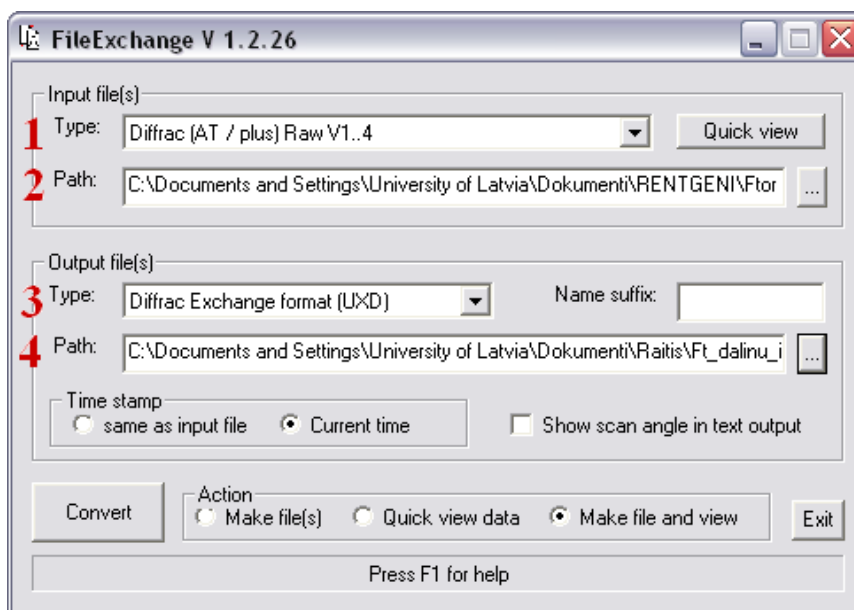 FileExchange V 1.2.26
Input file(s)
1 Type: Diffrac (AT / plus) Raw V1..4 Quick view
2 Path: C:\Documents and Settings\University of Latvia\Dokumenti\RENTGENI\Ftor ...
Output file(s)
3 Type: Diffrac Exchange format (UXD) Name suffix:
4 Path: C:\Documents and Settings\University of Latvia\Dokumenti\Raitis\Ft_dalinu_i ...
Time stamp
same as input file Current time Show scan angle in text output
Action
Convert Make file(s) Quick view data Make file and view Exit
Press F1 for help